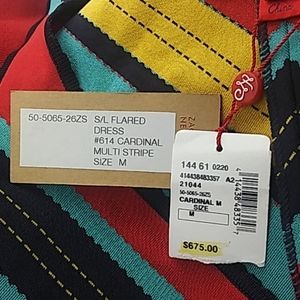 50-5065-26ZS S/L FLARED
DRESS
#614 CARDINAL
MULTI STRIPE
SIZE M
144 61 0220
414438483357 A2-
21044
50-5065-26ZS
CARDINAL M
SIZE
M
$675.00